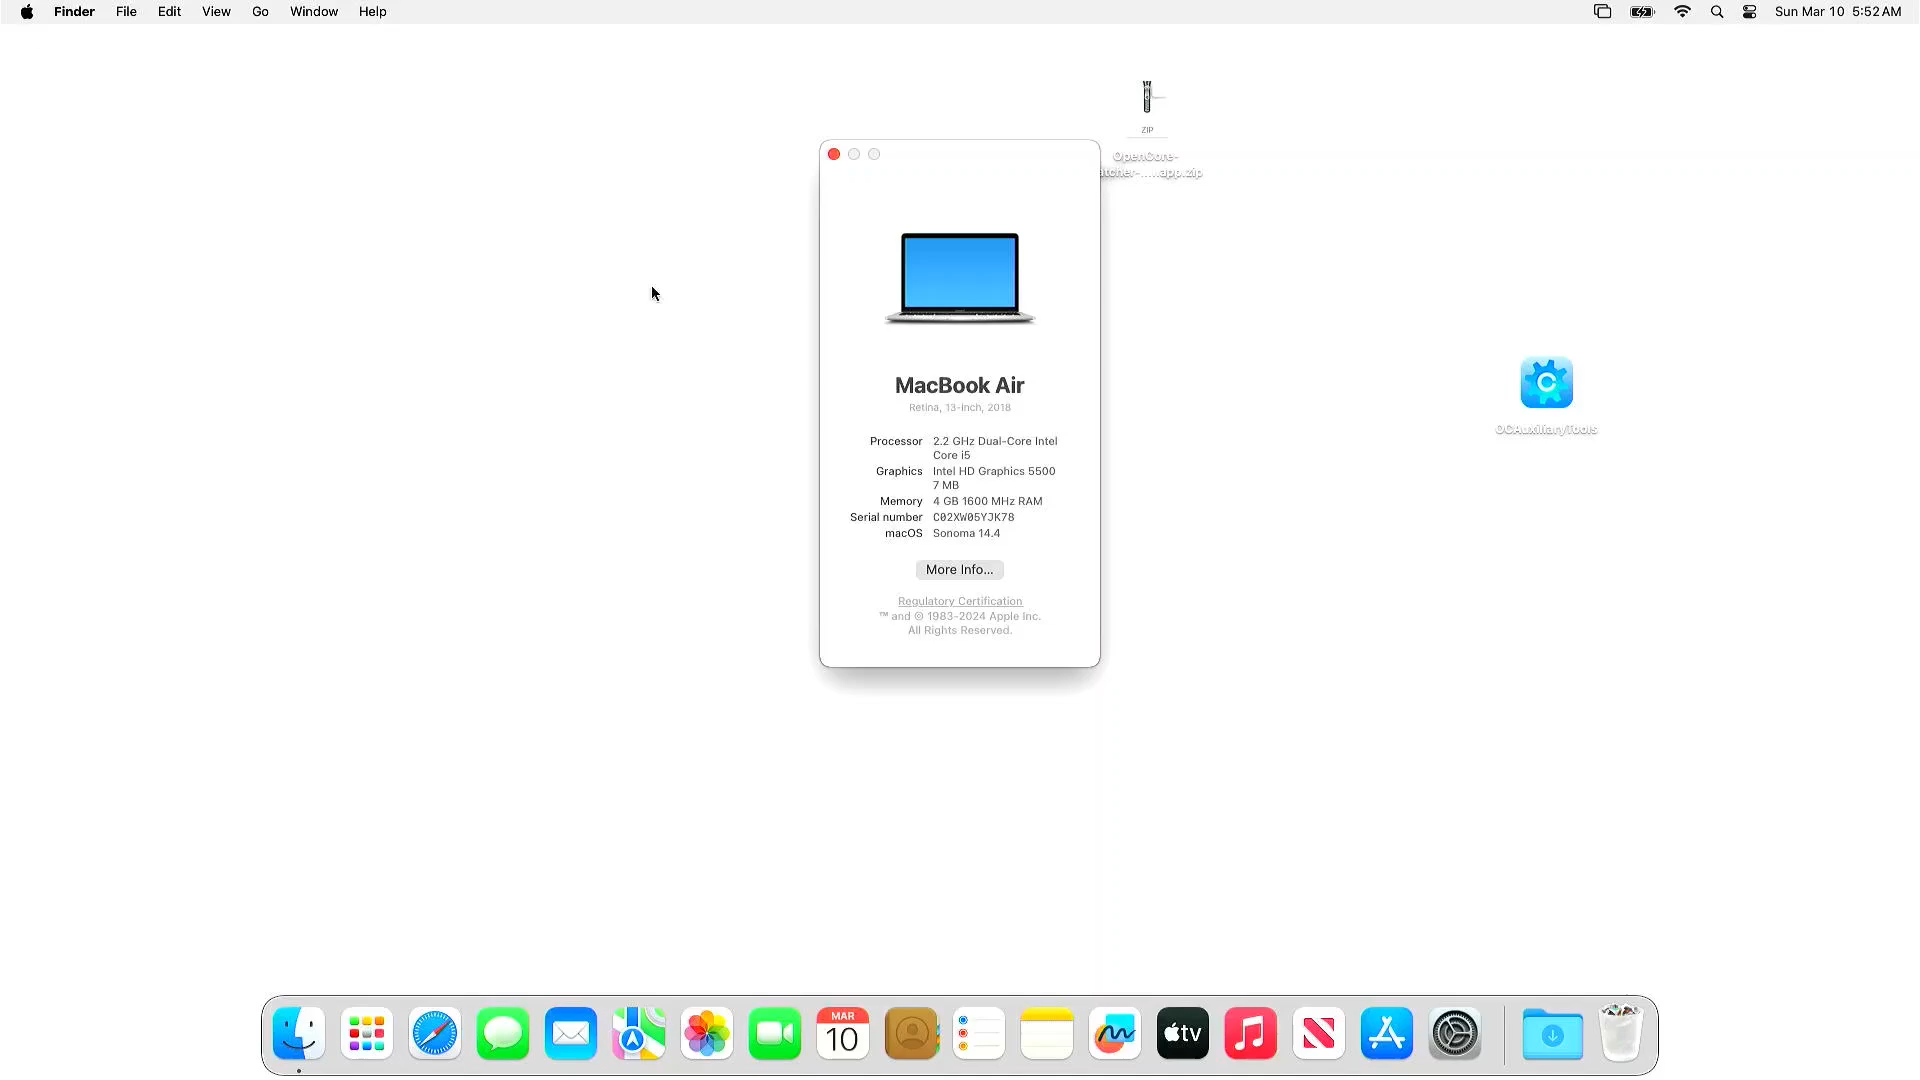 Finder File Edit View Go Window Help Sun Mar 10 5:52 AM
ZIP
OpenCore-
atcher-.....app.zip
MacBook Air
Retina, 13-inch, 2018
Processor 2.2 GHz Dual-Core Intel
Core i5
Graphics Intel HD Graphics 5500
7 MB
Memory 4 GB 1600 MHz RAM
Serial number C02XW05YJK78
macOS Sonoma 14.4
More Info...
Regulatory Certification
™ and © 1983-2024 Apple Inc.
All Rights Reserved.
OCAuxiliaryTools
MAR
10
tv